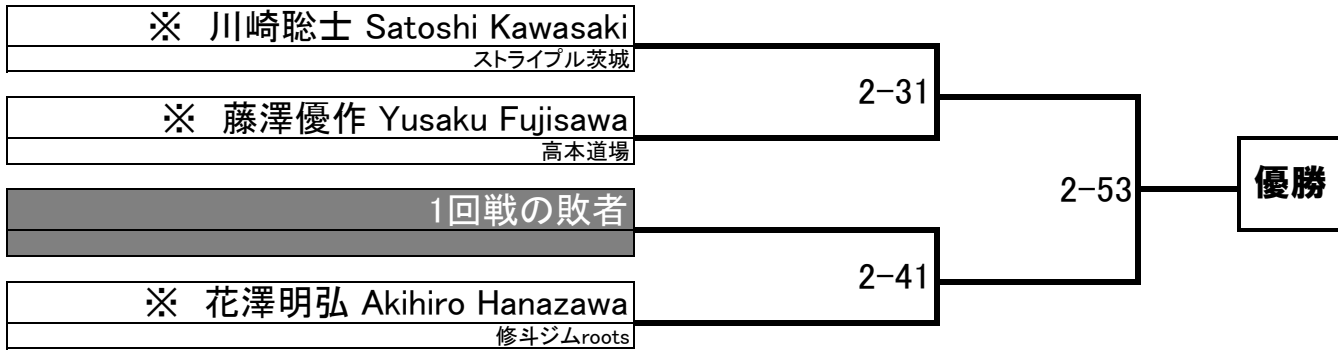 ※ 川崎聡士 Satoshi Kawasaki
ストライプル茨城
2-31
※ 藤澤優作 Yusaku Fujisawa
高本道場
2-53
優勝
1回戦の敗者
2-41
※ 花澤明弘 Akihiro Hanazawa
修斗ジムroots